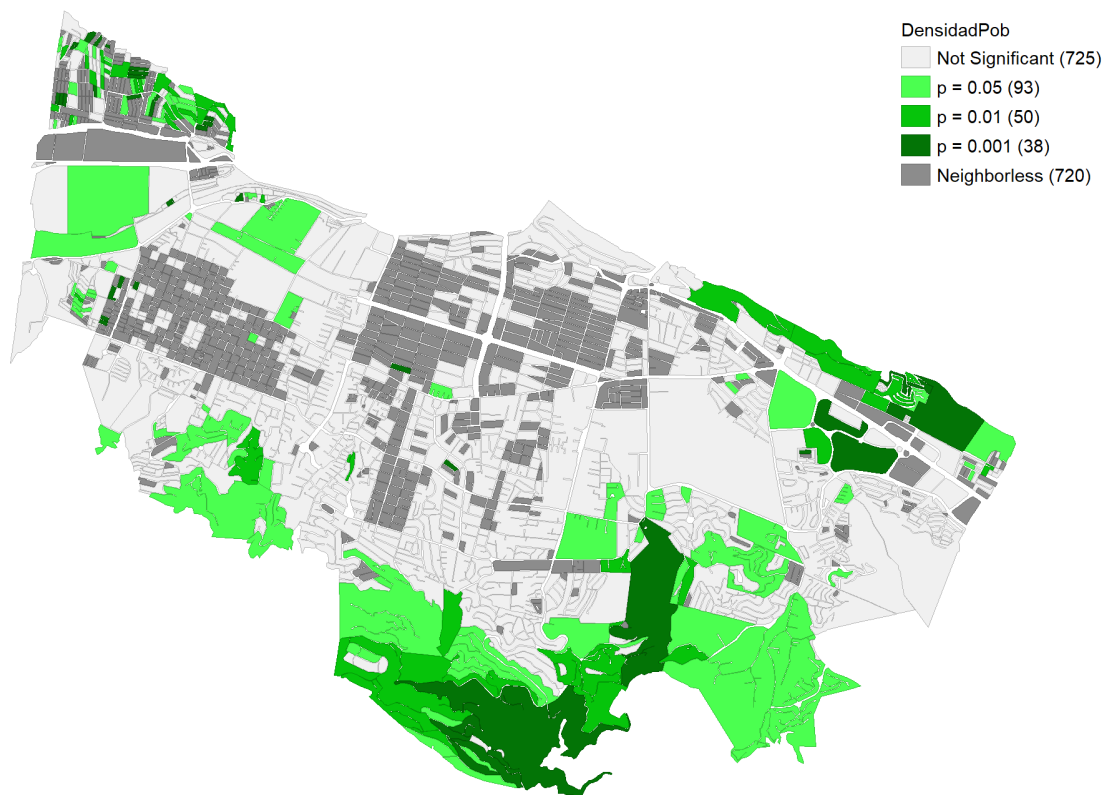 DensidadPob
Not Significant (725)
p = 0.05 (93)
p = 0.01 (50)
p = 0.001 (38)
Neighborless (720)